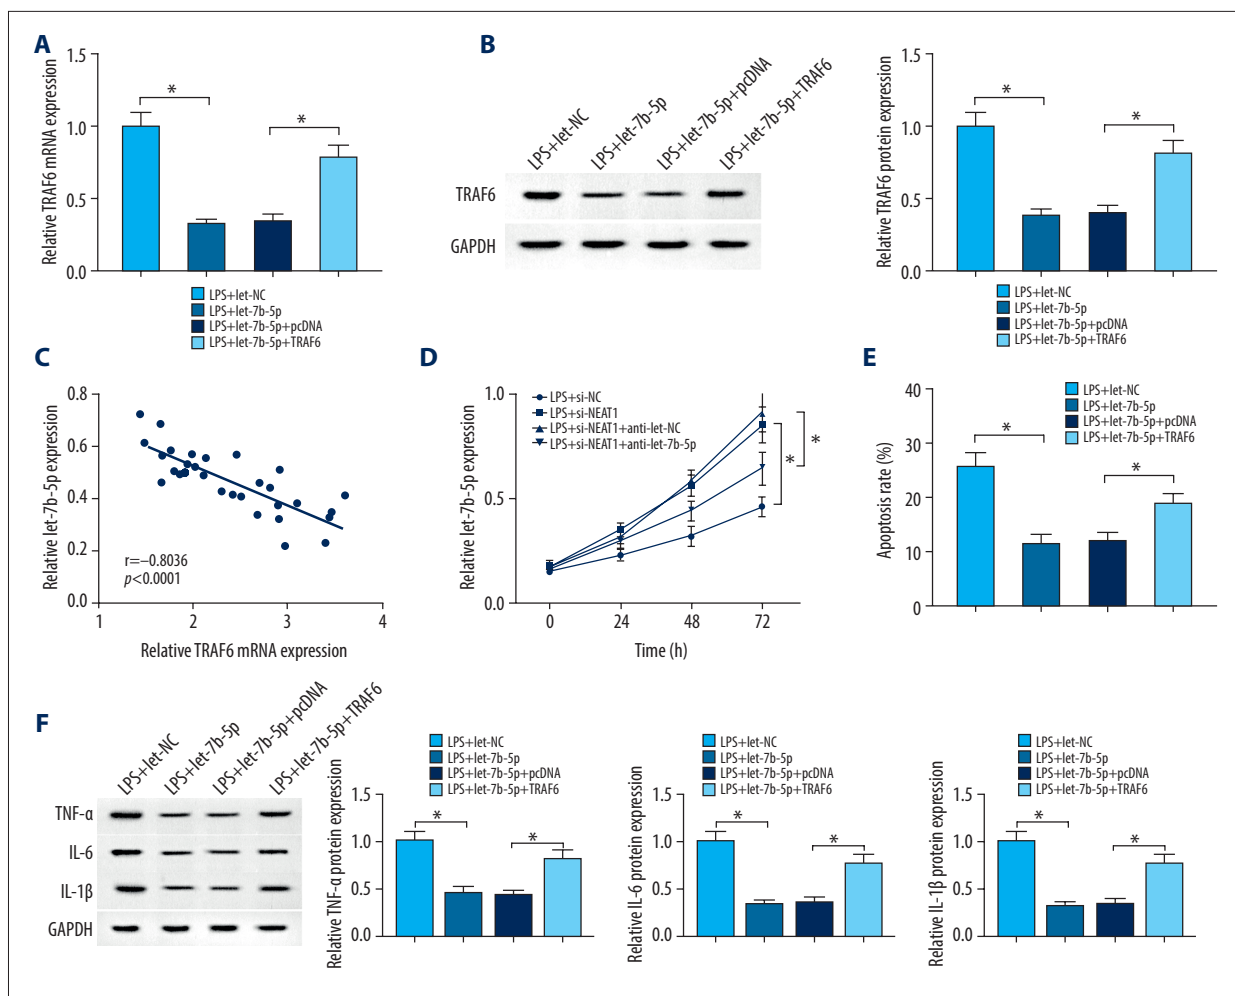 A
Relative TRAF6 mRNA expression
1.5
1.0
0.5
0.0
*
*
LPS+let-NC
LPS+let-7b-5p
LPS+let-7b-5p+pcDNA
LPS+let-7b-5p+TRAF6
B
LPS+let-NC
LPS+let-7b-5p
LPS+let-7b-5p+pcDNA
LPS+let-7b-5p+TRAF6
TRAF6
GAPDH
Relative TRAF6 protein expression
1.5
1.0
0.5
0.0
*
*
LPS+let-NC
LPS+let-7b-5p
LPS+let-7b-5p+pcDNA
LPS+let-7b-5p+TRAF6
C
Relative let-7b-5p expression
0.8
0.6
0.4
0.2
0.0
r=−0.8036
p<0.0001
1
2
3
4
Relative TRAF6 mRNA expression
D
Relative let-7b-5p expression
1.0
0.5
0.0
LPS+si-NC
LPS+si-NEAT1
LPS+si-NEAT1+anti-let-NC
LPS+si-NEAT1+anti-let-7b-5p
*
*
0
24
48
72
Time (h)
E
Apoptosis rate (%)
40
30
20
10
0
LPS+let-NC
LPS+let-7b-5p
LPS+let-7b-5p+pcDNA
LPS+let-7b-5p+TRAF6
*
*
F
LPS+let-NC
LPS+let-7b-5p
LPS+let-7b-5p+pcDNA
LPS+let-7b-5p+TRAF6
TNF-α
IL-6
IL-1β
GAPDH
Relative TNF-α protein expression
LPS+let-NC
LPS+let-7b-5p
LPS+let-7b-5p+pcDNA
LPS+let-7b-5p+TRAF6
1.5
1.0
0.5
0.0
*
*
Relative IL-6 protein expression
LPS+let-NC
LPS+let-7b-5p
LPS+let-7b-5p+pcDNA
LPS+let-7b-5p+TRAF6
1.5
1.0
0.5
0.0
*
*
Relative IL-1β protein expression
LPS+let-NC
LPS+let-7b-5p
LPS+let-7b-5p+pcDNA
LPS+let-7b-5p+TRAF6
1.5
1.0
0.5
0.0
*
*